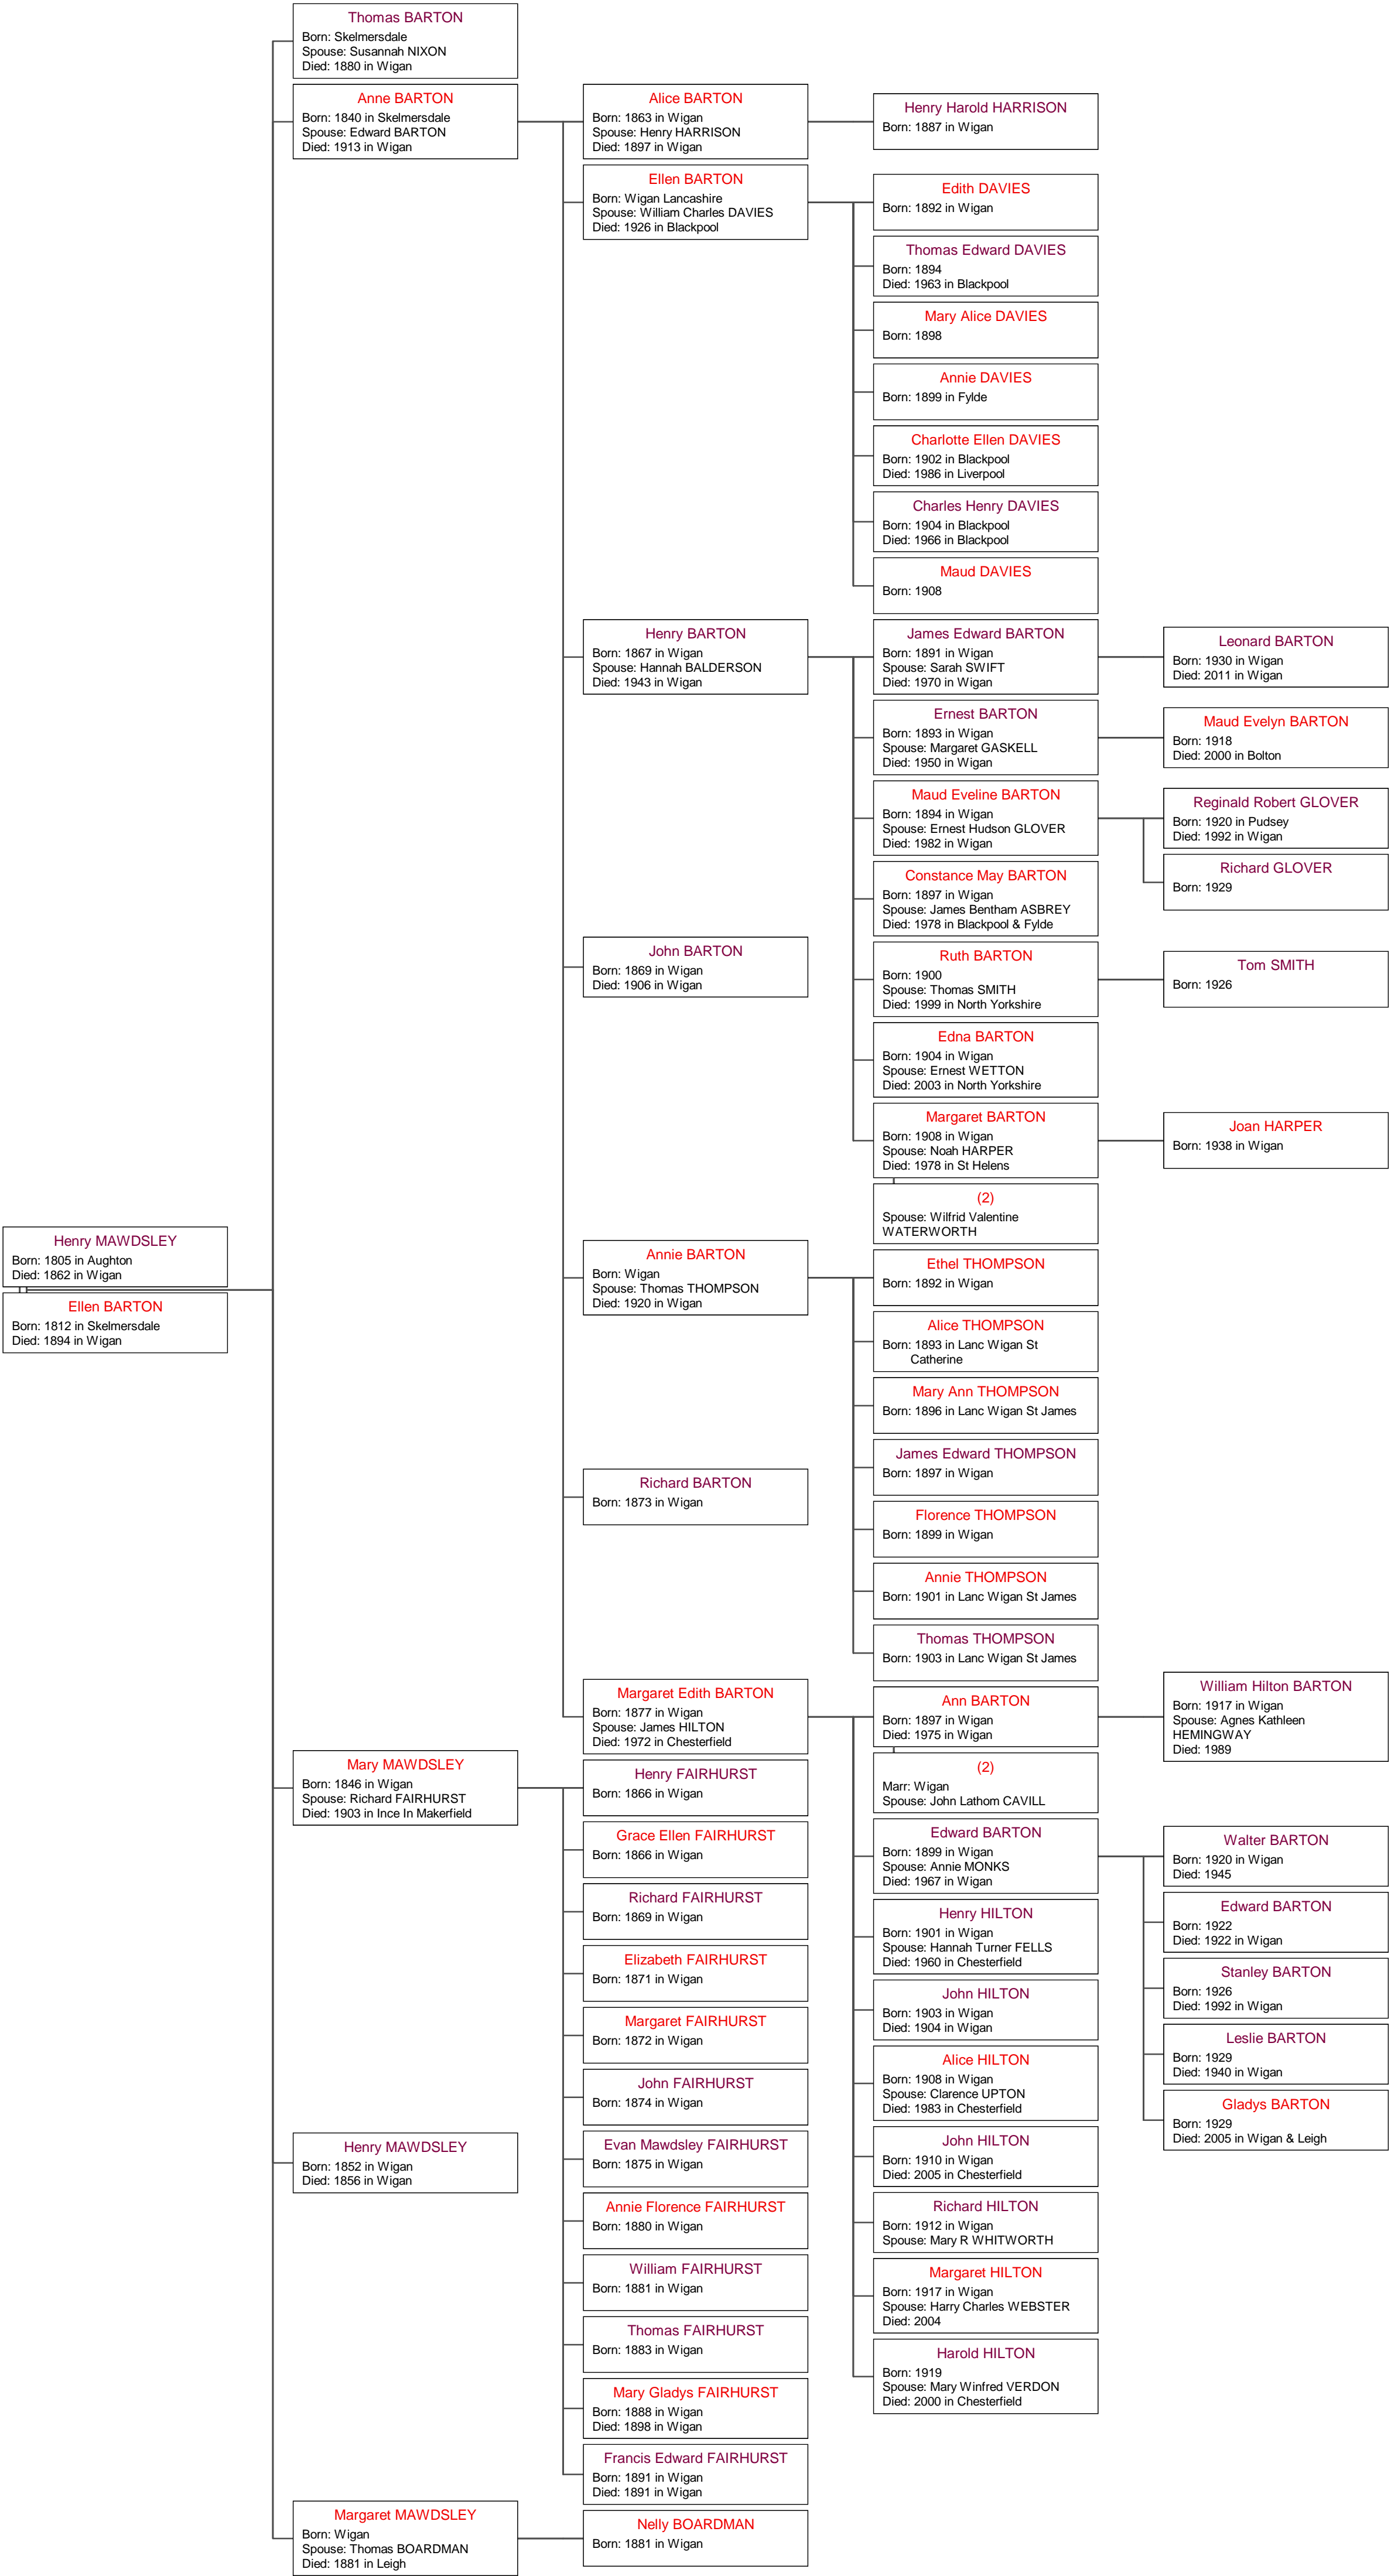 Thomas BARTON
Born: Skelmersdale
Spouse: Susannah NIXON
Died: 1880 in Wigan
Anne BARTON
Born: 1840 in Skelmersdale
Spouse: Edward BARTON
Died: 1913 in Wigan
Alice BARTON
Born: 1863 in Wigan
Spouse: Henry HARRISON
Died: 1897 in Wigan
Henry Harold HARRISON
Born: 1887 in Wigan
Ellen BARTON
Born: Wigan Lancashire
Spouse: William Charles DAVIES
Died: 1926 in Blackpool
Edith DAVIES
Born: 1892 in Wigan
Thomas Edward DAVIES
Born: 1894
Died: 1963 in Blackpool
Mary Alice DAVIES
Born: 1898
Annie DAVIES
Born: 1899 in Fylde
Charlotte Ellen DAVIES
Born: 1902 in Blackpool
Died: 1986 in Liverpool
Charles Henry DAVIES
Born: 1904 in Blackpool
Died: 1966 in Blackpool
Maud DAVIES
Born: 1908
Henry BARTON
Born: 1867 in Wigan
Spouse: Hannah BALDERSON
Died: 1943 in Wigan
James Edward BARTON
Born: 1891 in Wigan
Spouse: Sarah SWIFT
Died: 1970 in Wigan
Leonard BARTON
Born: 1930 in Wigan
Died: 2011 in Wigan
Ernest BARTON
Born: 1893 in Wigan
Spouse: Margaret GASKELL
Died: 1950 in Wigan
Maud Evelyn BARTON
Born: 1918
Died: 2000 in Bolton
Maud Eveline BARTON
Born: 1894 in Wigan
Spouse: Ernest Hudson GLOVER
Died: 1982 in Wigan
Reginald Robert GLOVER
Born: 1920 in Pudsey
Died: 1992 in Wigan
Richard GLOVER
Born: 1929
Constance May BARTON
Born: 1897 in Wigan
Spouse: James Bentham ASBREY
Died: 1978 in Blackpool & Fylde
John BARTON
Born: 1869 in Wigan
Died: 1906 in Wigan
Ruth BARTON
Born: 1900
Spouse: Thomas SMITH
Died: 1999 in North Yorkshire
Tom SMITH
Born: 1926
Edna BARTON
Born: 1904 in Wigan
Spouse: Ernest WETTON
Died: 2003 in North Yorkshire
Margaret BARTON
Born: 1908 in Wigan
Spouse: Noah HARPER
Died: 1978 in St Helens
Joan HARPER
Born: 1938 in Wigan
(2)
Spouse: Wilfrid Valentine
WATERWORTH
Henry MAWDSLEY
Born: 1805 in Aughton
Died: 1862 in Wigan
Ellen BARTON
Born: 1812 in Skelmersdale
Died: 1894 in Wigan
Annie BARTON
Born: Wigan
Spouse: Thomas THOMPSON
Died: 1920 in Wigan
Ethel THOMPSON
Born: 1892 in Wigan
Alice THOMPSON
Born: 1893 in Lanc Wigan St
Catherine
Mary Ann THOMPSON
Born: 1896 in Lanc Wigan St James
James Edward THOMPSON
Born: 1897 in Wigan
Richard BARTON
Born: 1873 in Wigan
Florence THOMPSON
Born: 1899 in Wigan
Annie THOMPSON
Born: 1901 in Lanc Wigan St James
Thomas THOMPSON
Born: 1903 in Lanc Wigan St James
Margaret Edith BARTON
Born: 1877 in Wigan
Spouse: James HILTON
Died: 1972 in Chesterfield
Ann BARTON
Born: 1897 in Wigan
Died: 1975 in Wigan
William Hilton BARTON
Born: 1917 in Wigan
Spouse: Agnes Kathleen
HEMINGWAY
Died: 1989
(2)
Marr: Wigan
Spouse: John Lathom CAVILL
Mary MAWDSLEY
Born: 1846 in Wigan
Spouse: Richard FAIRHURST
Died: 1903 in Ince In Makerfield
Henry FAIRHURST
Born: 1866 in Wigan
Grace Ellen FAIRHURST
Born: 1866 in Wigan
Edward BARTON
Born: 1899 in Wigan
Spouse: Annie MONKS
Died: 1967 in Wigan
Walter BARTON
Born: 1920 in Wigan
Died: 1945
Richard FAIRHURST
Born: 1869 in Wigan
Henry HILTON
Born: 1901 in Wigan
Spouse: Hannah Turner FELLS
Died: 1960 in Chesterfield
Edward BARTON
Born: 1922
Died: 1922 in Wigan
Elizabeth FAIRHURST
Born: 1871 in Wigan
John HILTON
Born: 1903 in Wigan
Died: 1904 in Wigan
Stanley BARTON
Born: 1926
Died: 1992 in Wigan
Margaret FAIRHURST
Born: 1872 in Wigan
Leslie BARTON
Born: 1929
Died: 1940 in Wigan
John FAIRHURST
Born: 1874 in Wigan
Alice HILTON
Born: 1908 in Wigan
Spouse: Clarence UPTON
Died: 1983 in Chesterfield
Gladys BARTON
Born: 1929
Died: 2005 in Wigan & Leigh
Henry MAWDSLEY
Born: 1852 in Wigan
Died: 1856 in Wigan
Evan Mawdsley FAIRHURST
Born: 1875 in Wigan
John HILTON
Born: 1910 in Wigan
Died: 2005 in Chesterfield
Annie Florence FAIRHURST
Born: 1880 in Wigan
Richard HILTON
Born: 1912 in Wigan
Spouse: Mary R WHITWORTH
William FAIRHURST
Born: 1881 in Wigan
Margaret HILTON
Born: 1917 in Wigan
Spouse: Harry Charles WEBSTER
Died: 2004
Thomas FAIRHURST
Born: 1883 in Wigan
Harold HILTON
Born: 1919
Spouse: Mary Winfred VERDON
Died: 2000 in Chesterfield
Mary Gladys FAIRHURST
Born: 1888 in Wigan
Died: 1898 in Wigan
Francis Edward FAIRHURST
Born: 1891 in Wigan
Died: 1891 in Wigan
Margaret MAWDSLEY
Born: Wigan
Spouse: Thomas BOARDMAN
Died: 1881 in Leigh
Nelly BOARDMAN
Born: 1881 in Wigan